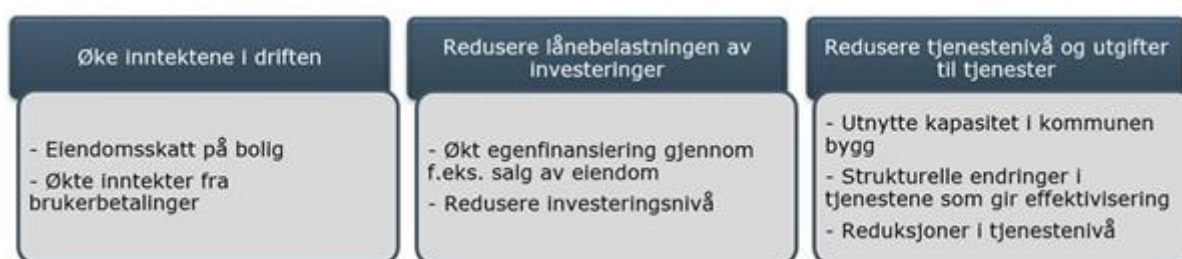 Øke inntektene i driften
- Eiendomsskatt på bolig
- Økte inntekter fra
brukerbetalinger
Redusere lånebelastningen av
investeringer
- Økt egenfinansiering gjennom
f.eks. salg av eiendom
- Redusere investeringsnivå
Redusere tjenestenivå og utgifter
til tjenester
- Utnytte kapasitet i kommunen
bygg
- Strukturelle endringer i
tjenestene som gir effektivisering
- Reduksjoner i tjenestenivå